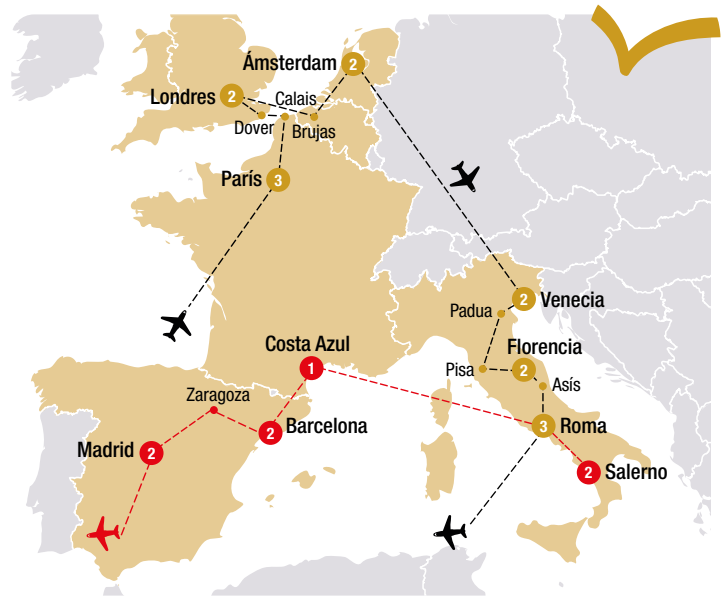 Ámsterdam
2
Londres
2
Calais
Dover
Brujas
París
3
2
Venecia
Padua
Florencia
Costa Azul
1
Pisa
2
Asís
Zaragoza
2
Barcelona
3
Roma
Madrid
2
2
Salerno